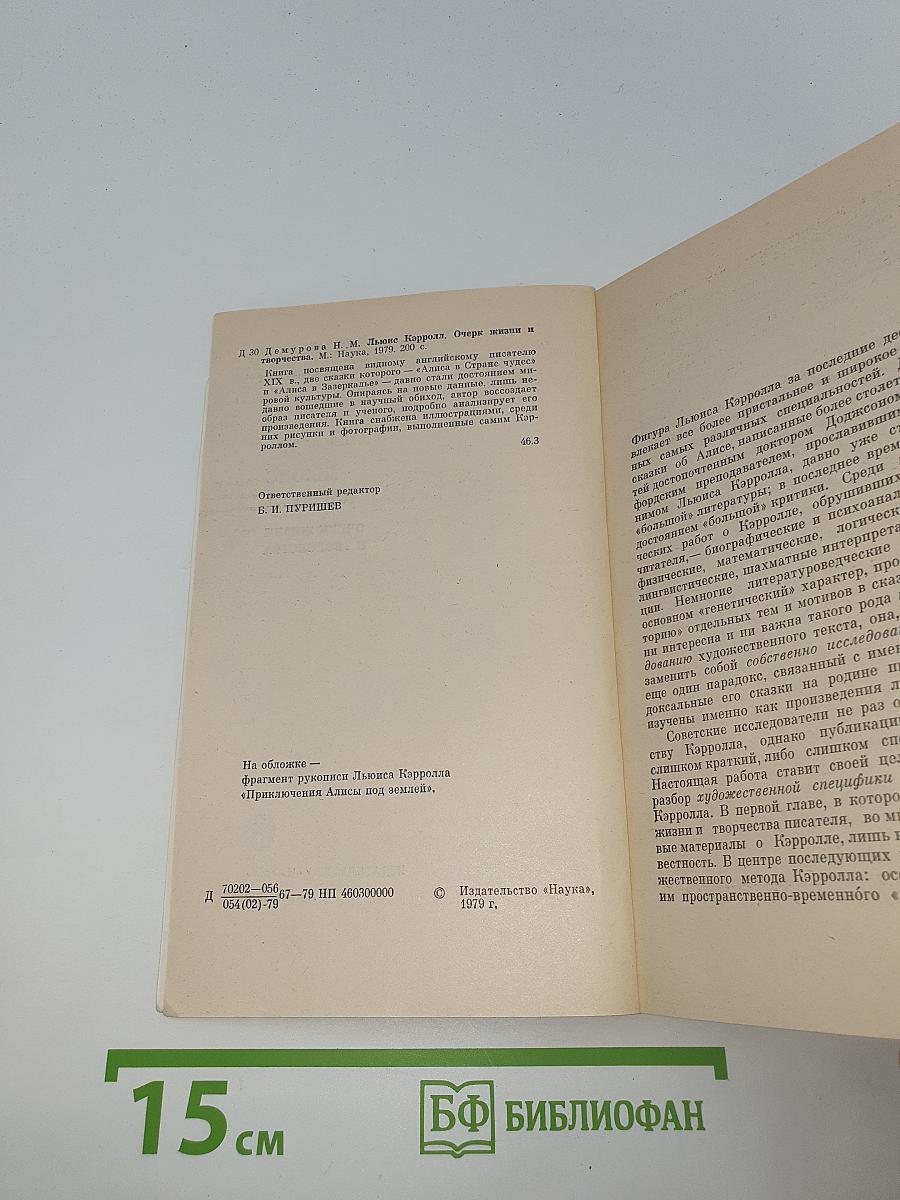 Д 30 Демурова Н. М. Льюис Кэрролл. Очерк жизни и
творчества. М.: Наука, 1979. 200 с.
Книга посвящена видному английскому писателю
XIX в., две сказки которого — «Алиса в Стране чудес»
и «Алиса в Зазеркалье» — давно стали достоянием ми-
ровой культуры. Опираясь на новые данные, лишь не-
давно вошедшие в научный обиход, автор воссоздает
образ писателя и ученого, подробно анализирует его
произведения. Книга снабжена иллюстрациями, среди
них рисунки и фотографии, выполненные самим Кэр-
роллом.
46.3
Ответственный редактор
Б. И. ПУРИШЕВ
На обложке —
фрагмент рукописи Льюиса Кэрролла
«Приключения Алисы под землей».
Д 70202—056/054(02)-79 67—79 НП 460300000
© Издательство «Наука»,
1979 г.
Фигура Льюиса Кэрролла за последние
влекает все более пристальное и широкое
ных самых различных специальностей.
сказки об Алисе, написанные более столет
тей достопочтенным доктором Доджсоном
фордским преподавателем, прославившим
нимом Льюиса Кэрролла, давно уже
«большой» литературы; в последнее врем
достоянием «большой» критики. Среди
ческих работ о Кэрролле, обрушивших
читателя,— биографические и психоанал
физические, математические, логическ
лингвистические, шахматные интерпрета
ции. Немногие литературоведческие
основном «генетический» характер, про
торию» отдельных тем и мотивов в сказ
ни интересна и ни важна такого рода
дованию художественного текста, она,
заменить собой собственно исследован
еще один парадокс, связанный с имен
доксальные его сказки на родине
изучены именно как произведения
Советские исследователи не раз
ству Кэрролла, однако публикаци
слишком краткий, либо слишком
Настоящая работа ставит своей
разбор художественной специфики
Кэрролла. В первой главе, в которо
жизни и творчества писателя, во
вые материалы о Кэрролле, лишь
вестность. В центре последующих
жественного метода Кэрролла:
им пространственно-временно́го «
15 см
БФ БИБЛИОФАН